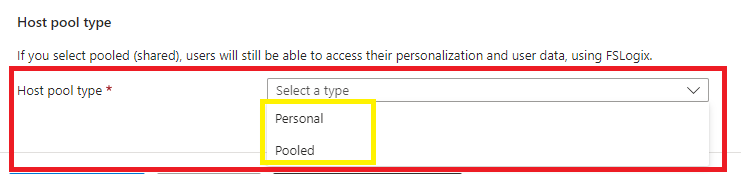 Host pool type
If you select pooled (shared), users will still be able to access their personalization and user data, using FSLogix.
Host pool type *
Select a type
Personal
Pooled